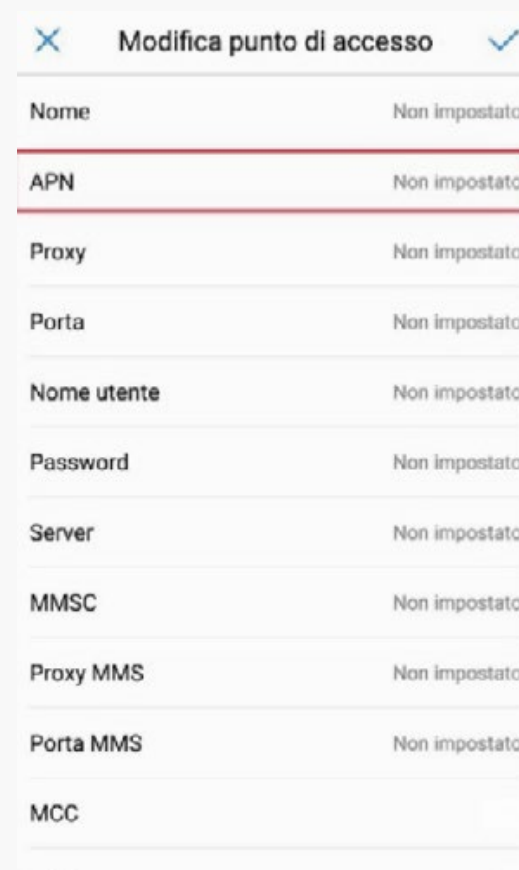 Modifica punto di accesso
Nome Non impostato
APN Non impostato
Proxy Non impostato
Porta Non impostato
Nome utente Non impostato
Password Non impostato
Server Non impostato
MMSC Non impostato
Proxy MMS Non impostato
Porta MMS Non impostato
MCC